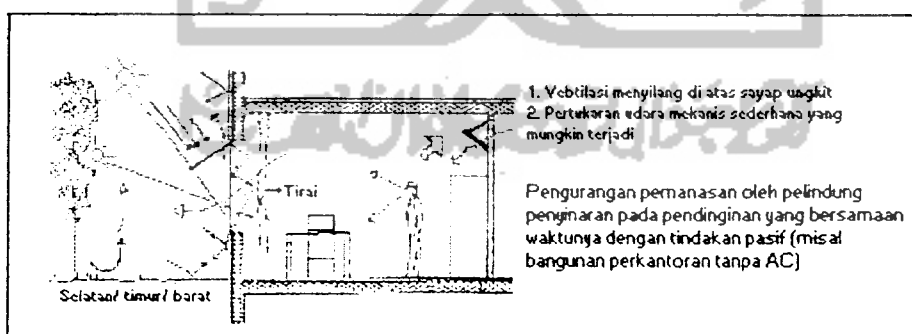 1. Vebtilasi menyilang di atas sayap ungkit
2. Pertukaran udara mekanis sederhana yang
mungkin terjadi
Tirai
Pengurangan pemanasan oleh pelindung
penyinaran pada pendinginan yang bersamaan
waktunya dengan tindakan pasif (misal
bangunan perkantoran tanpa AC)
Selatan/ timur/ barat